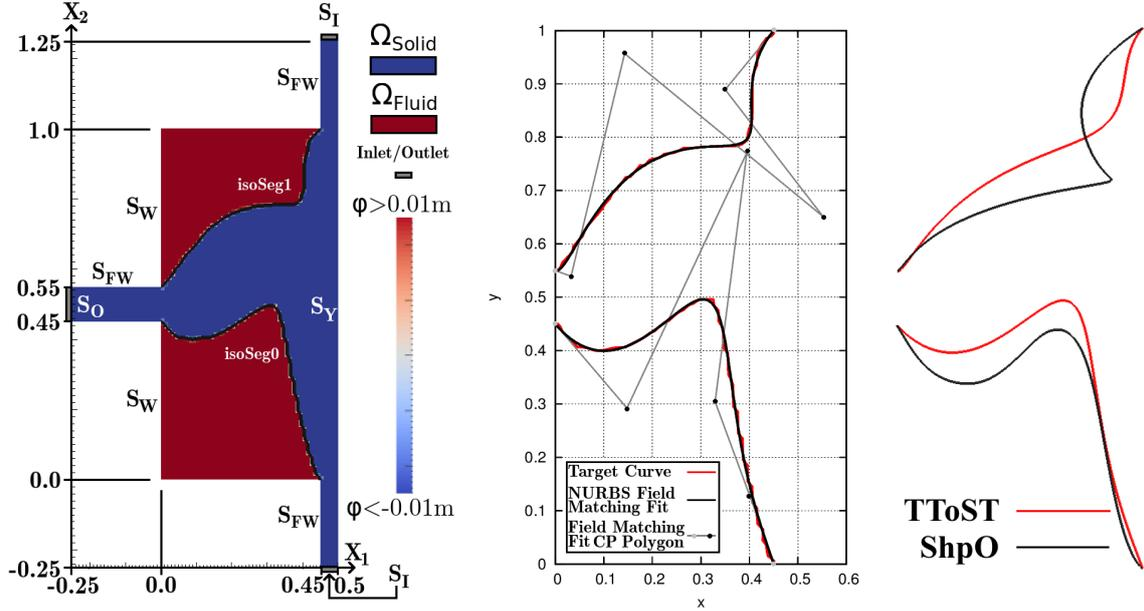 X2
SI
1.25
SFW
ΩSolid
ΩFluid
Inlet/Outlet
1.0
isoSeg1
SW
φ>0.01m
SFW
0.55
SO
SY
0.45
isoSeg0
SW
0.0
φ<-0.01m
SFW
X1
-0.25
-0.25
0.0
0.45
0.5
SI
1
0.9
0.8
0.7
0.6
0.5
0.4
0.3
0.2
0.1
0
y
Target Curve
NURBS Field
Matching Fit
Field Matching
Fit CP Polygon
0 0.1 0.2 0.3 0.4 0.5 0.6
x
TToST
ShpO